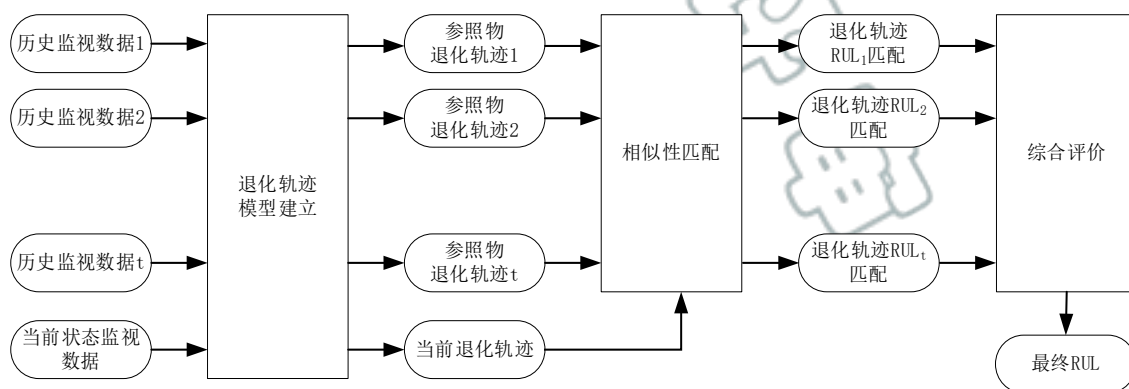 历史监视数据1
参照物
退化轨迹1
退化轨迹
RUL₁匹配
历史监视数据2
参照物
退化轨迹2
退化轨迹RUL₂
匹配
退化轨迹
模型建立
相似性匹配
综合评价
历史监视数据t
参照物
退化轨迹t
退化轨迹RULₜ
匹配
当前状态监视
数据
当前退化轨迹
最终RUL